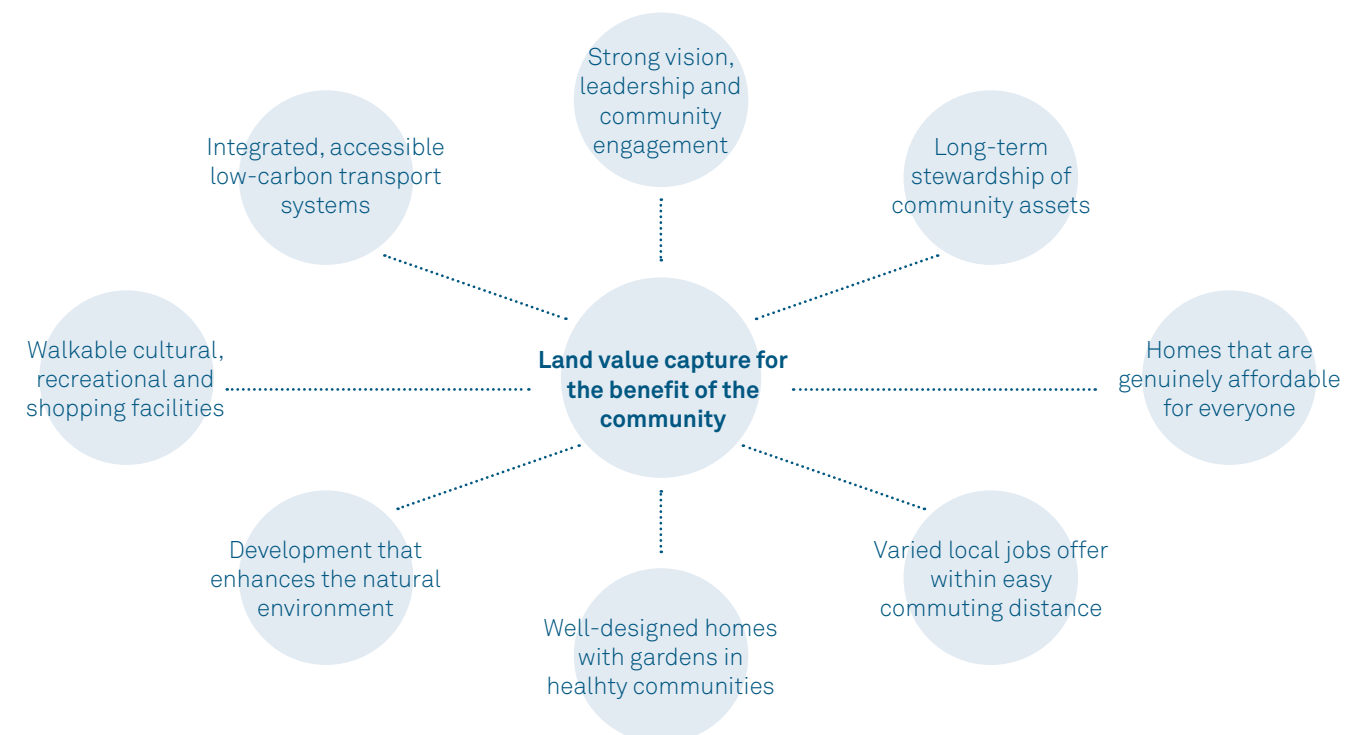 Strong vision,
leadership and
community
engagement
Integrated, accessible
low-carbon transport
systems
Long-term
stewardship of
community assets
Walkable cultural,
recreational and
shopping facilities
Land value capture for
the benefit of the
community
Homes that are
genuinely affordable
for everyone
Development that
enhances the natural
environment
Varied local jobs offer
within easy
commuting distance
Well-designed homes
with gardens in
healhty communities